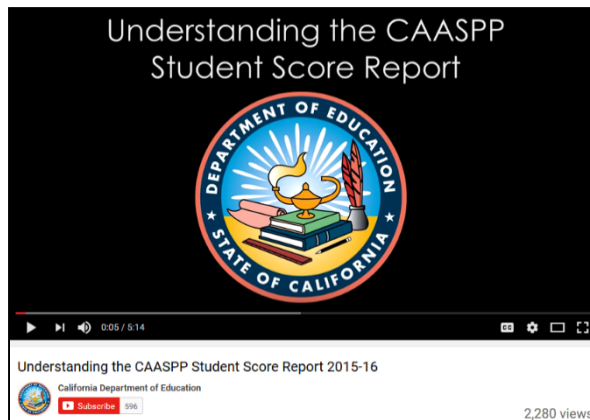 Understanding the CAASPP
Student Score Report
DEPARTMENT OF EDUCATION
STATE OF CALIFORNIA
0:05 / 5:14
CC
Understanding the CAASPP Student Score Report 2015-16
California Department of Education
Subscribe 596
2,280 views